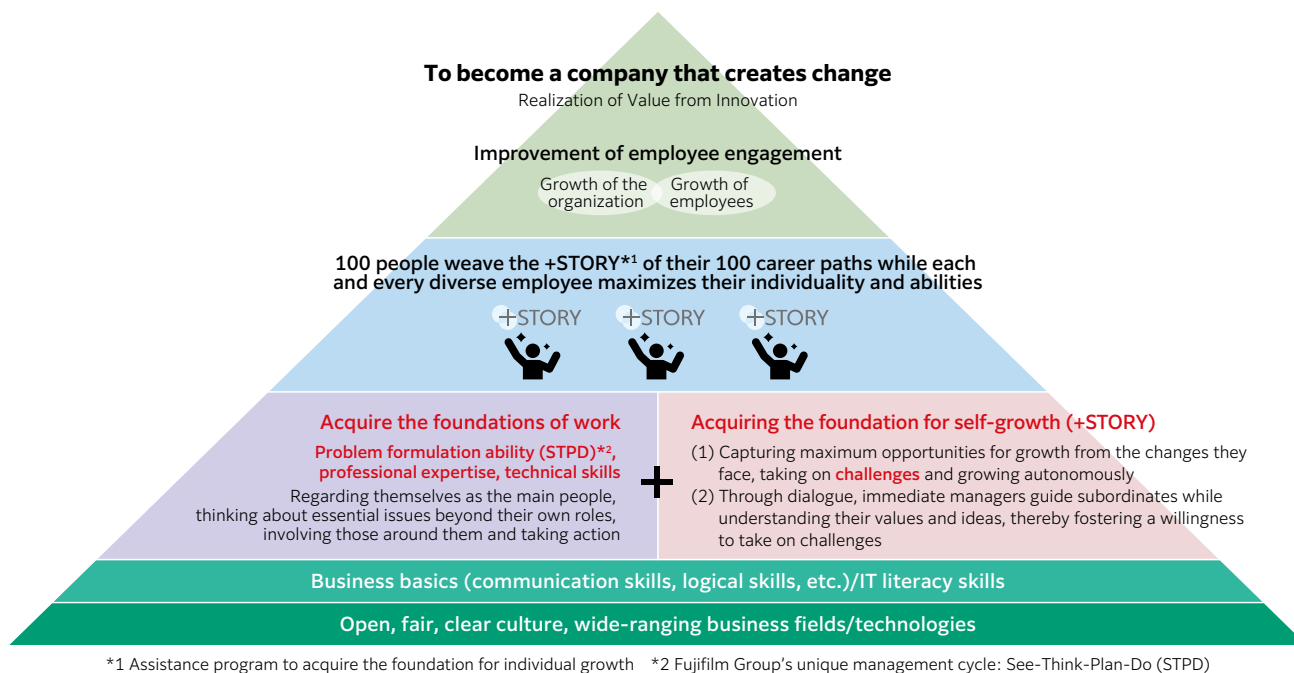 To become a company that creates change
Realization of Value from Innovation
Improvement of employee engagement
Growth of the
organization
Growth of
employees
100 people weave the +STORY*1 of their 100 career paths while each
and every diverse employee maximizes their individuality and abilities
+STORY
+STORY
+STORY
Acquire the foundations of work
Problem formulation ability (STPD)*2,
professional expertise, technical skills
Regarding themselves as the main people,
thinking about essential issues beyond their own roles,
involving those around them and taking action
+
Acquiring the foundation for self-growth (+STORY)
(1) Capturing maximum opportunities for growth from the changes they
face, taking on challenges and growing autonomously
(2) Through dialogue, immediate managers guide subordinates while
understanding their values and ideas, thereby fostering a willingness
to take on challenges
Business basics (communication skills, logical skills, etc.)/IT literacy skills
Open, fair, clear culture, wide-ranging business fields/technologies
*1 Assistance program to acquire the foundation for individual growth *2 Fujifilm Group's unique management cycle: See-Think-Plan-Do (STPD)